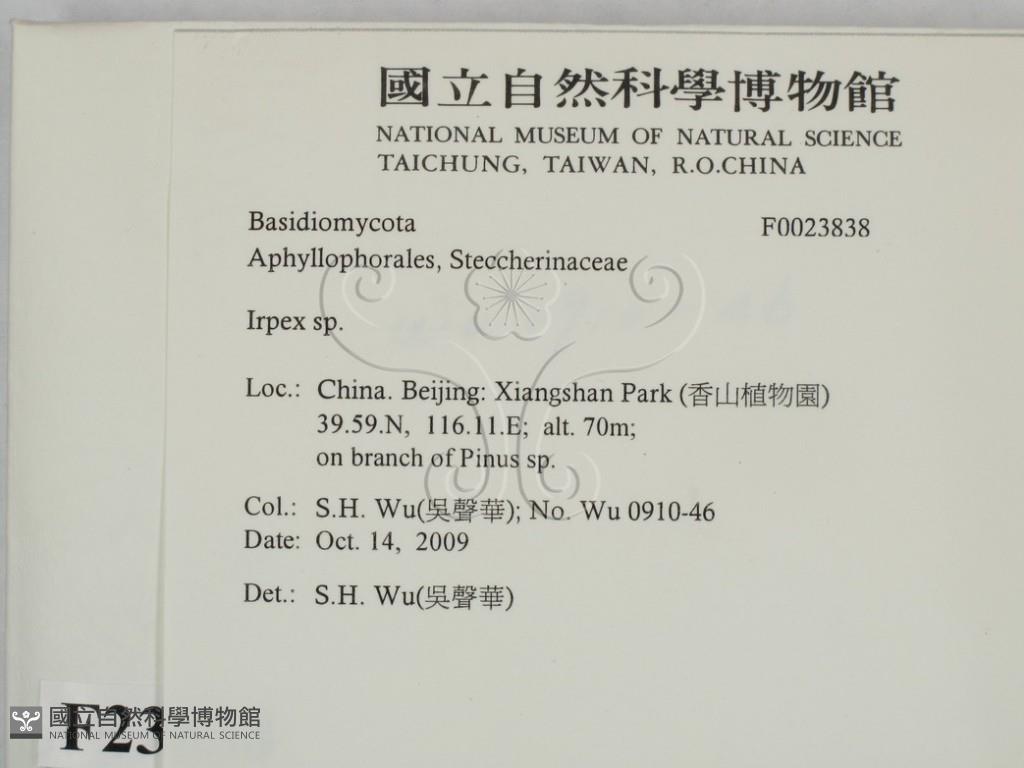 國立自然科學博物館
NATIONAL MUSEUM OF NATURAL SCIENCE
TAICHUNG, TAIWAN, R.O.CHINA
Basidiomycota F0023838
Aphyllophorales, Steccherinaceae
Irpex sp.
Loc.: China. Beijing: Xiangshan Park (香山植物園)
39.59.N, 116.11.E; alt. 70m;
on branch of Pinus sp.
Col.: S.H. Wu(吳聲華); No. Wu 0910-46
Date: Oct. 14, 2009
Det.: S.H. Wu(吳聲華)
F23
國立自然科學博物館
NATIONAL MUSEUM OF NATURAL SCIENCE